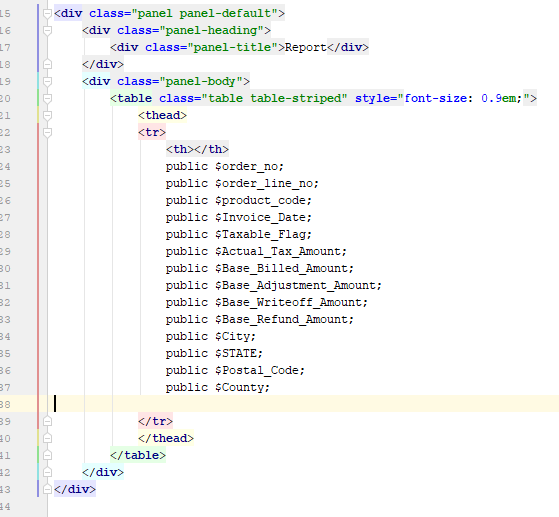 15 <div class="panel panel-default">
16 <div class="panel-heading">
17 <div class="panel-title">Report</div>
18 </div>
19 <div class="panel-body">
20 <table class="table table-striped" style="font-size: 0.9em;">
21 <thead>
22 <tr>
23 <th></th>
24 public $order_no;
25 public $order_line_no;
26 public $product_code;
27 public $Invoice_Date;
28 public $Taxable_Flag;
29 public $Actual_Tax_Amount;
30 public $Base_Billed_Amount;
31 public $Base_Adjustment_Amount;
32 public $Base_Writeoff_Amount;
33 public $Base_Refund_Amount;
34 public $City;
35 public $STATE;
36 public $Postal_Code;
37 public $County;
38
39 </tr>
40 </thead>
41 </table>
42 </div>
43 </div>
44